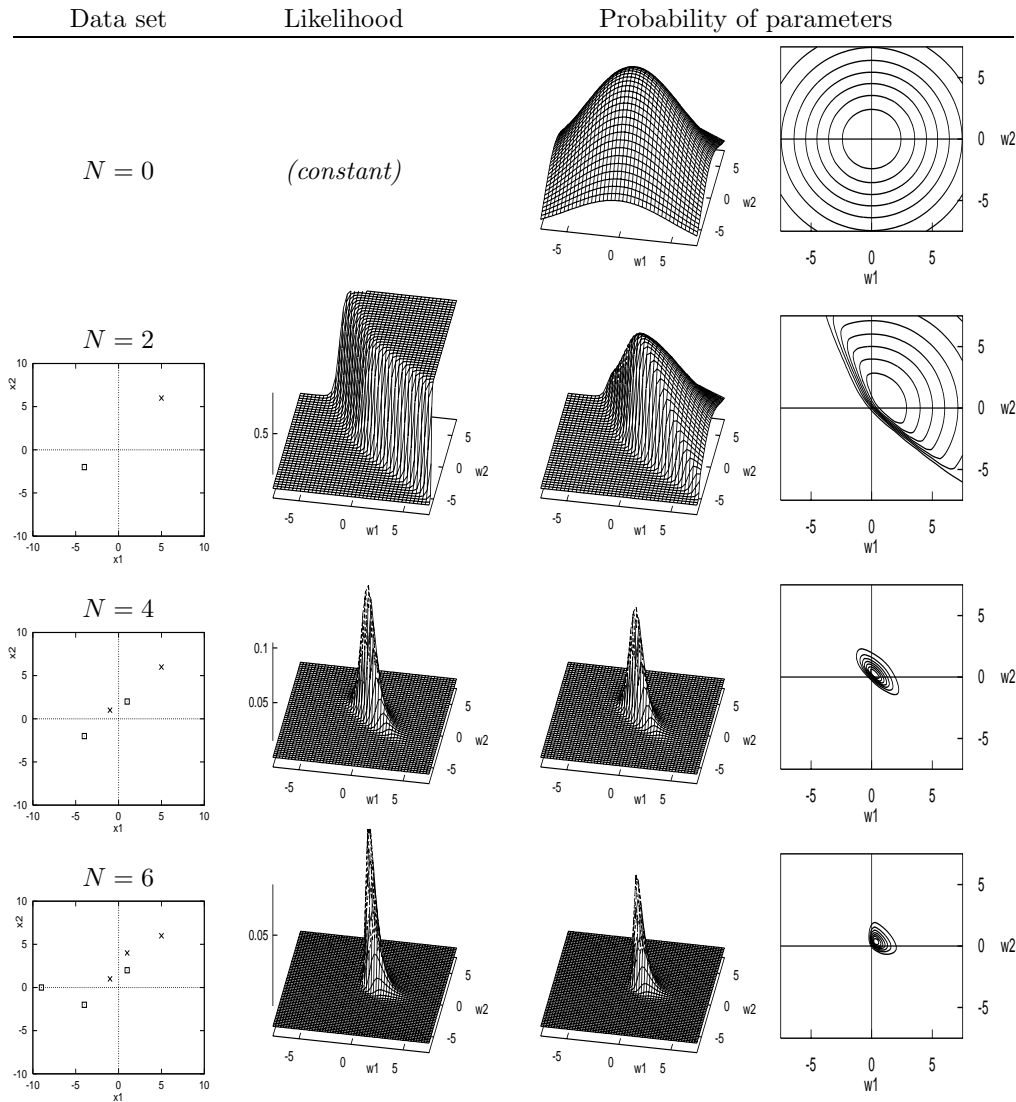 Data set Likelihood Probability of parameters
N = 0 (constant)
-5 0 w1 5
-5 0 5 w2
-5 0 5
w1
5 0 -5 w2
N = 2
10 5 0 -5 -10
x2
-10 -5 0 5 10
x1
0.5
-5 0 w1 5
-5 0 5 w2
-5 0 w1 5
-5 0 5 w2
-5 0 5
w1
5 0 -5 w2
N = 4
10 5 0 -5 -10
x2
-10 -5 0 5 10
x1
0.1
0.05
-5 0 w1 5
-5 0 5 w2
-5 0 w1 5
-5 0 5 w2
-5 0 5
w1
5 0 -5 w2
N = 6
10 5 0 -5 -10
x2
-10 -5 0 5 10
x1
0.05
-5 0 w1 5
-5 0 5 w2
-5 0 w1 5
-5 0 5 w2
-5 0 5
w1
5 0 -5 w2